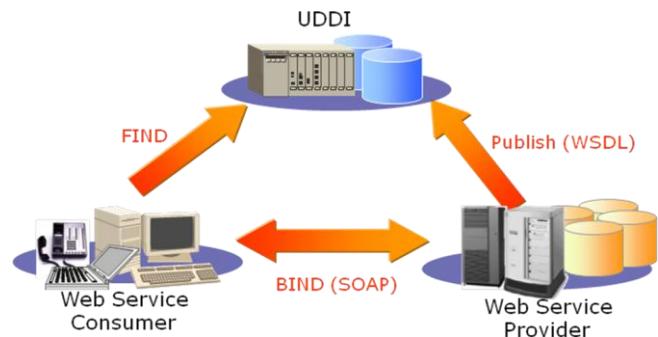 UDDI
FIND
Publish (WSDL)
BIND (SOAP)
Web Service
Consumer
Web Service
Provider